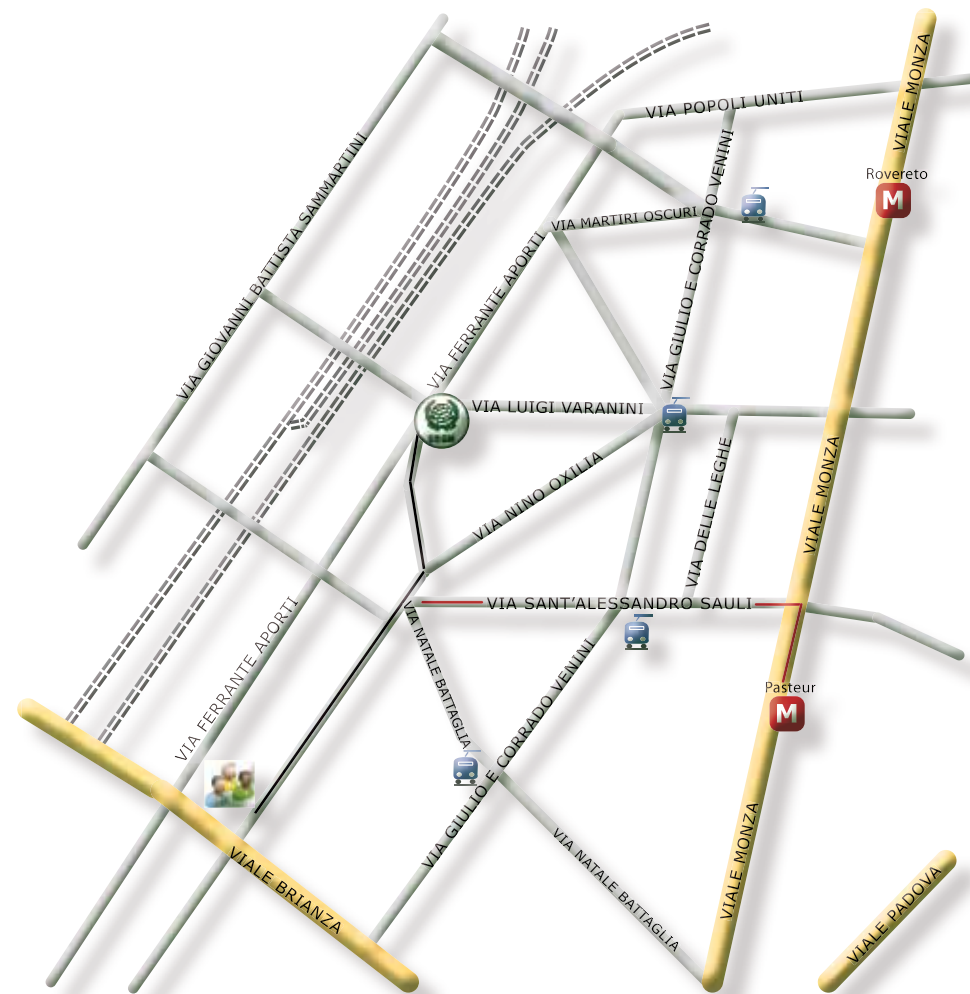 VIALE MONZA
VIA POPOLI UNITI
VIA GIOVANNI BATTISTA SAMMARTINI
VIA GIULIO E CORRADO VENINI
Rovereto
M
VIA MARTIRI OSCURI
VIA FERRANTE APORTI
VIA LUIGI VARANINI
VIALE MONZA
VIA NINO OXILIA
VIA DELLE LEGHE
VIA SANT'ALESSANDRO SAULI
VIA FERRANTE APORTI
VIA NATALE BATTAGLIA
VIA GIULIO E CORRADO VENINI
Pasteur
M
VIALE BRIANZA
VIA NATALE BATTAGLIA
VIALE MONZA
VIALE PADOVA